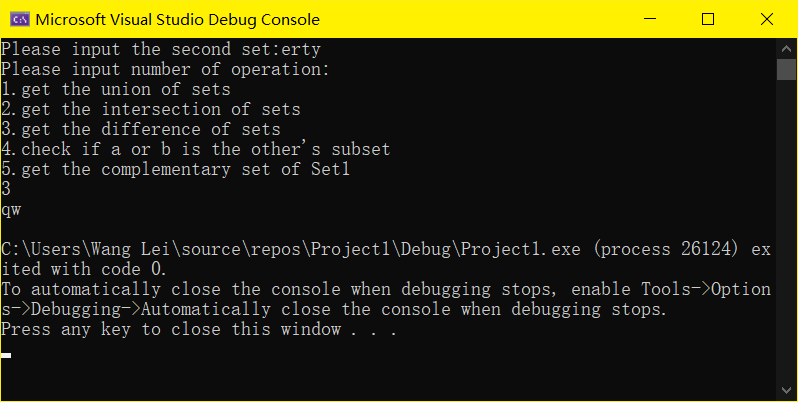 Microsoft Visual Studio Debug Console
Please input the second set:erty
Please input number of operation:
1.get the union of sets
2.get the intersection of sets
3.get the difference of sets
4.check if a or b is the other's subset
5.get the complementary set of Set1
3
qw
C:\Users\Wang Lei\source\repos\Project1\Debug\Project1.exe (process 26124) ex
ited with code 0.
To automatically close the console when debugging stops, enable Tools->Option
s->Debugging->Automatically close the console when debugging stops.
Press any key to close this window . . .